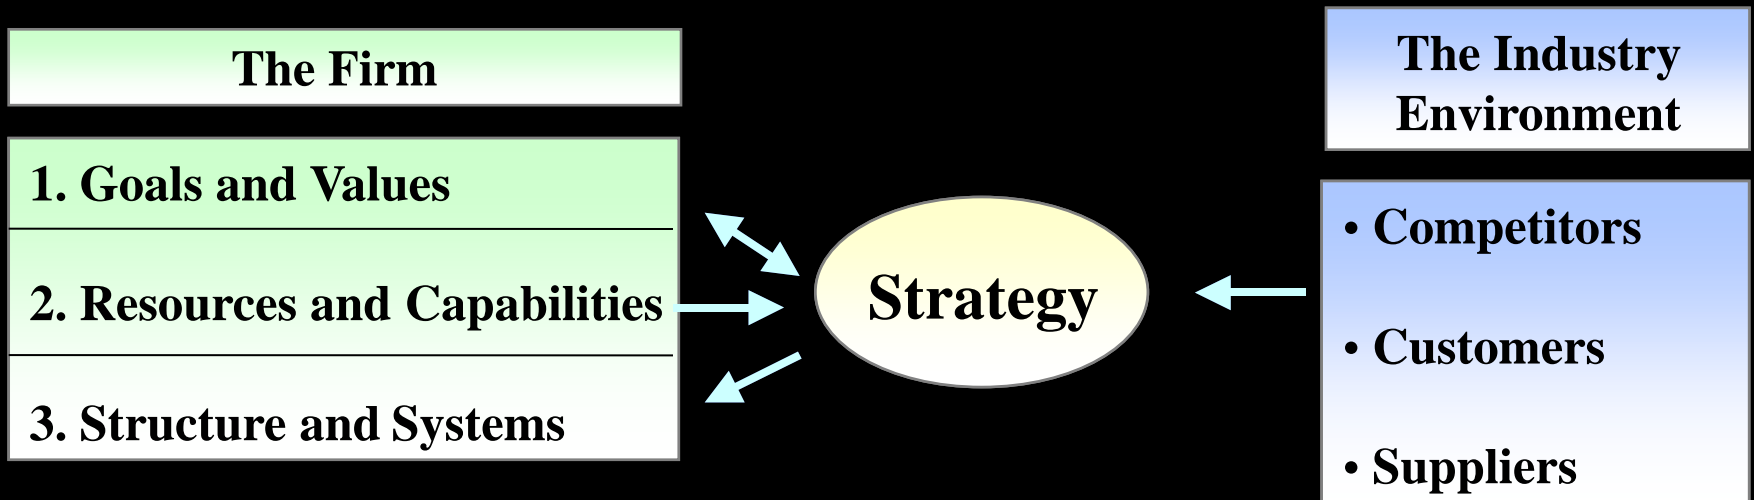 The Firm
1. Goals and Values
2. Resources and Capabilities
3. Structure and Systems
Strategy
The Industry
Environment
• Competitors
• Customers
• Suppliers